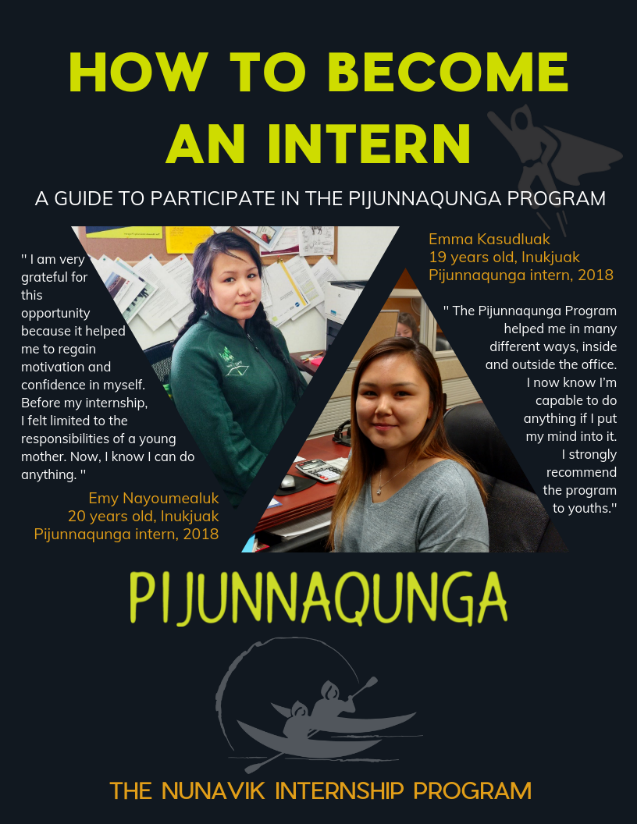 HOW TO BECOME
AN INTERN
A GUIDE TO PARTICIPATE IN THE PIJUNNAQUNGA PROGRAM
" I am very
grateful for
this
opportunity
because it helped
me to regain
motivation and
confidence in myself.
Before my internship,
I felt limited to the
responsibilities of a young
mother. Now, I know I can do
anything. "
Emy Nayoumealuk
20 years old, Inukjuak
Pijunnaqunga intern, 2018
Emma Kasudluak
19 years old, Inukjuak
Pijunnaqunga intern, 2018
" The Pijunnaqunga Program
helped me in many
different ways, inside
and outside the office.
I now know I'm
capable to do
anything if I put
my mind into it.
I strongly
recommend
the program
to youths."
PIJUNNAQUNGA
THE NUNAVIK INTERNSHIP PROGRAM